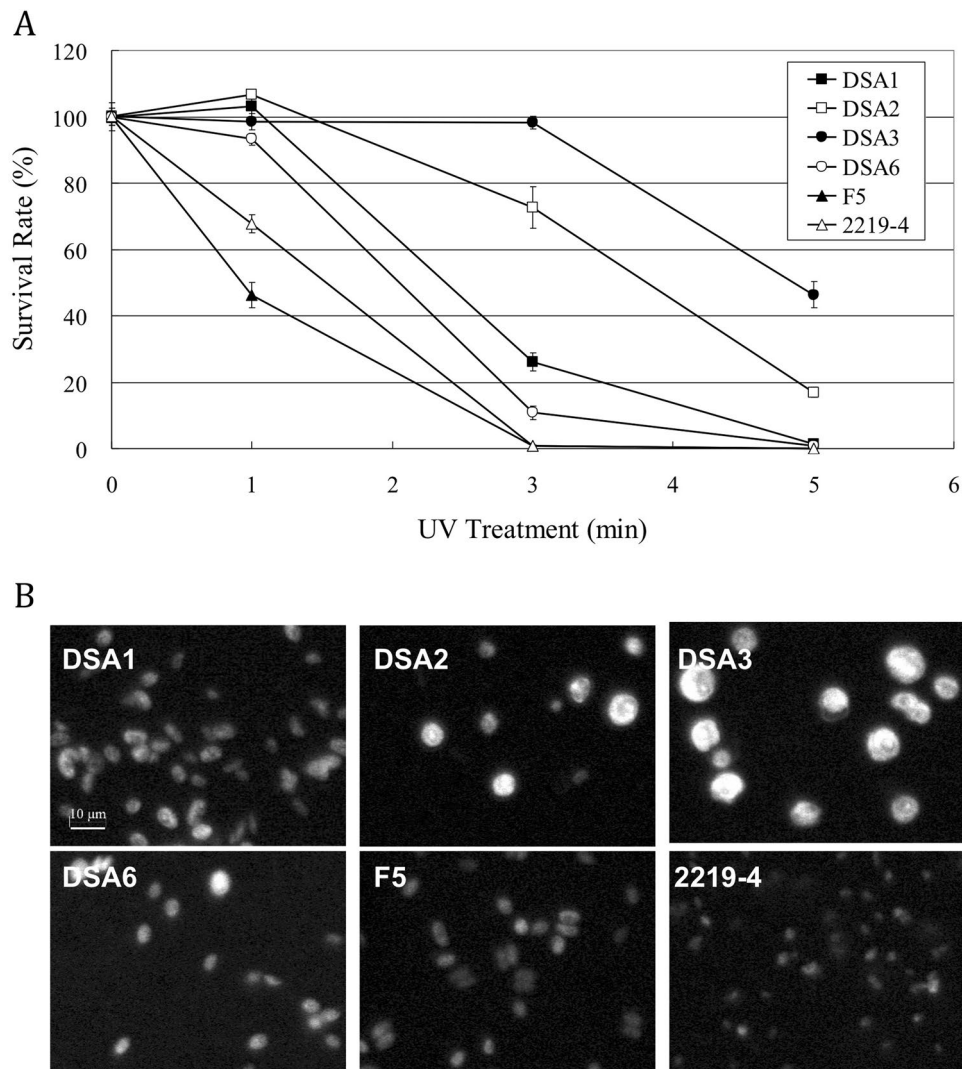 A
120
100
80
60
40
20
0
Survival Rate (%)
0 1 2 3 4 5 6
UV Treatment (min)
DSA1
DSA2
DSA3
DSA6
F5
2219-4
B
DSA1 DSA2 DSA3
10 μm
DSA6 F5 2219-4